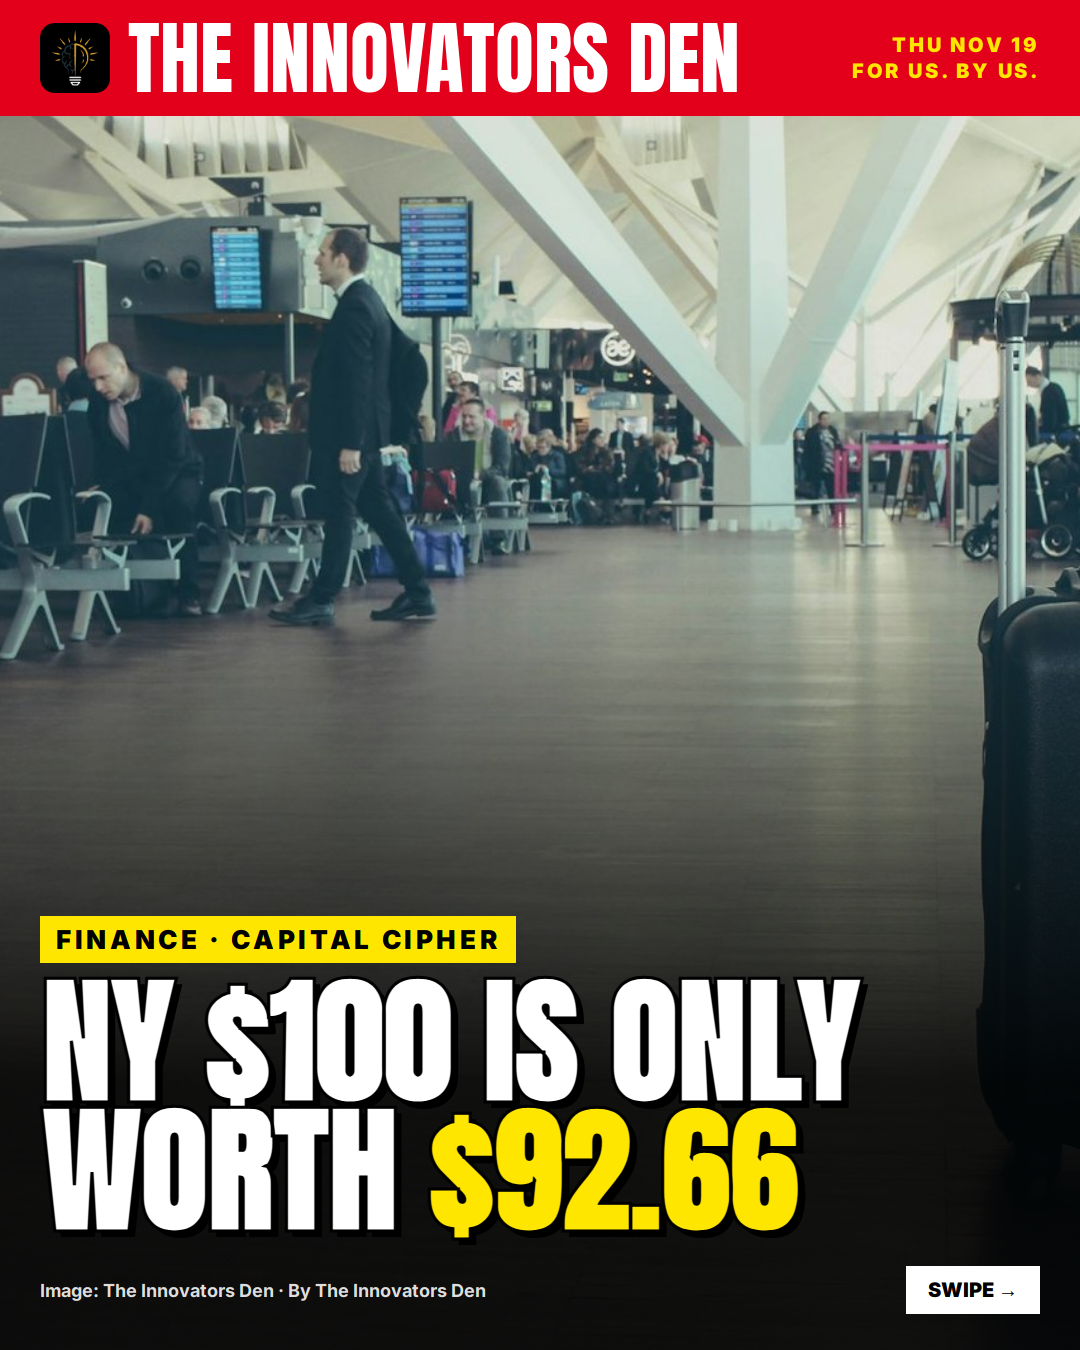 THE INNOVATORS DEN
THU NOV 19
FOR US. BY US.
FINANCE · CAPITAL CIPHER
NY $100 IS ONLY
WORTH $92.66
Image: The Innovators Den · By The Innovators Den
SWIPE →